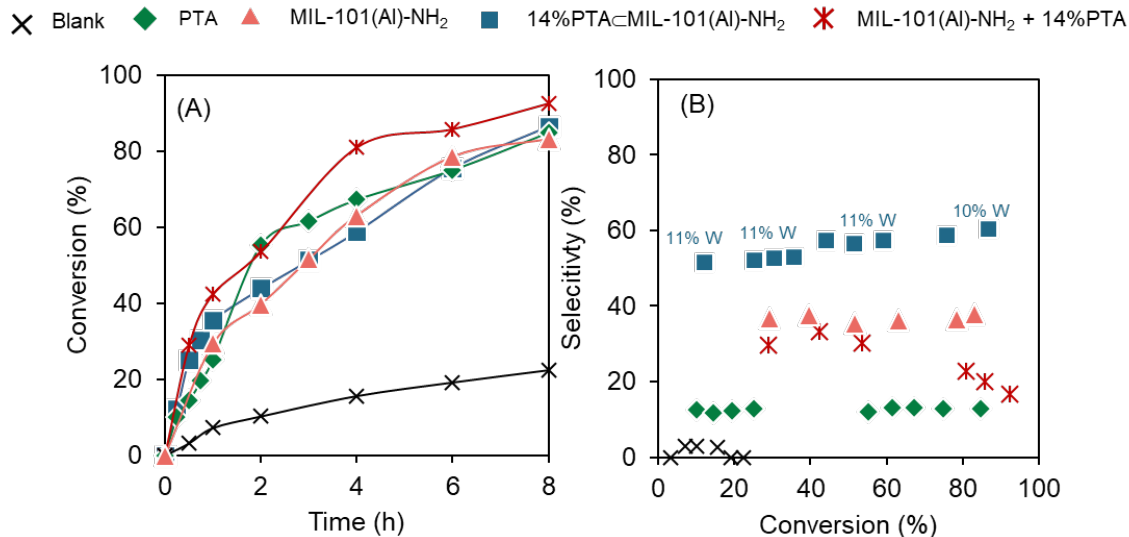 Blank PTA MIL-101(Al)-NH₂ 14%PTA⊂MIL-101(Al)-NH₂ MIL-101(Al)-NH₂ + 14%PTA
(A)
Conversion (%)
100
80
60
40
20
0
0 2 4 6 8
Time (h)
(B)
Selecitivty (%)
100
80
60
40
20
0
11% W 11% W 11% W 10% W
0 20 40 60 80 100
Conversion (%)